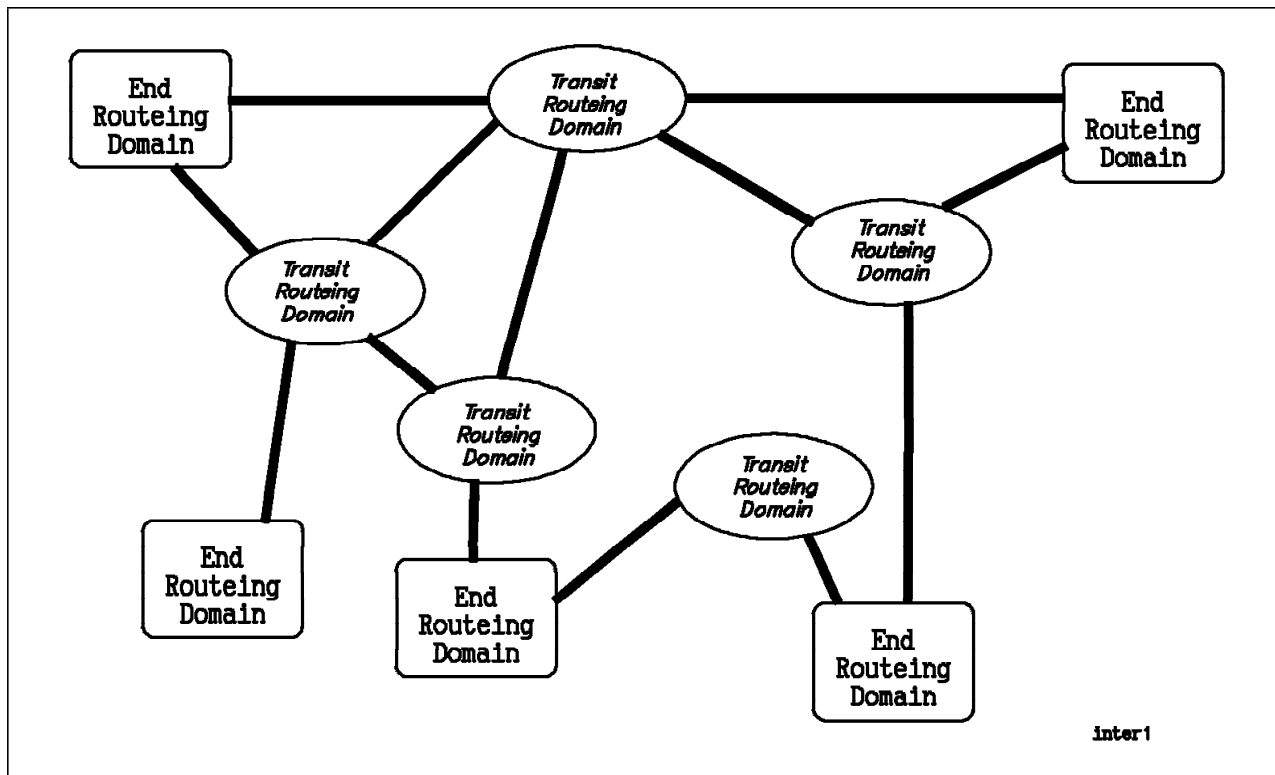 End
Routeing
Domain
Transit
Routeing
Domain
End
Routeing
Domain
Transit
Routeing
Domain
Transit
Routeing
Domain
Transit
Routeing
Domain
Transit
Routeing
Domain
End
Routeing
Domain
End
Routeing
Domain
End
Routeing
Domain
inter1